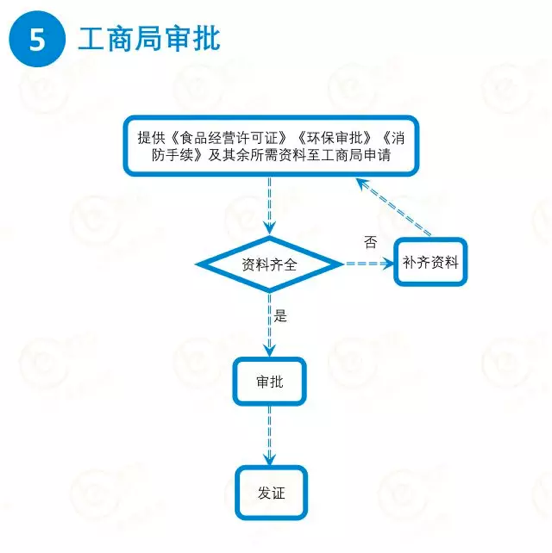 5 工商局审批
提供《食品经营许可证》《环保审批》《消
防手续》及其余所需资料至工商局申请
资料齐全
否
补齐资料
是
审批
发证